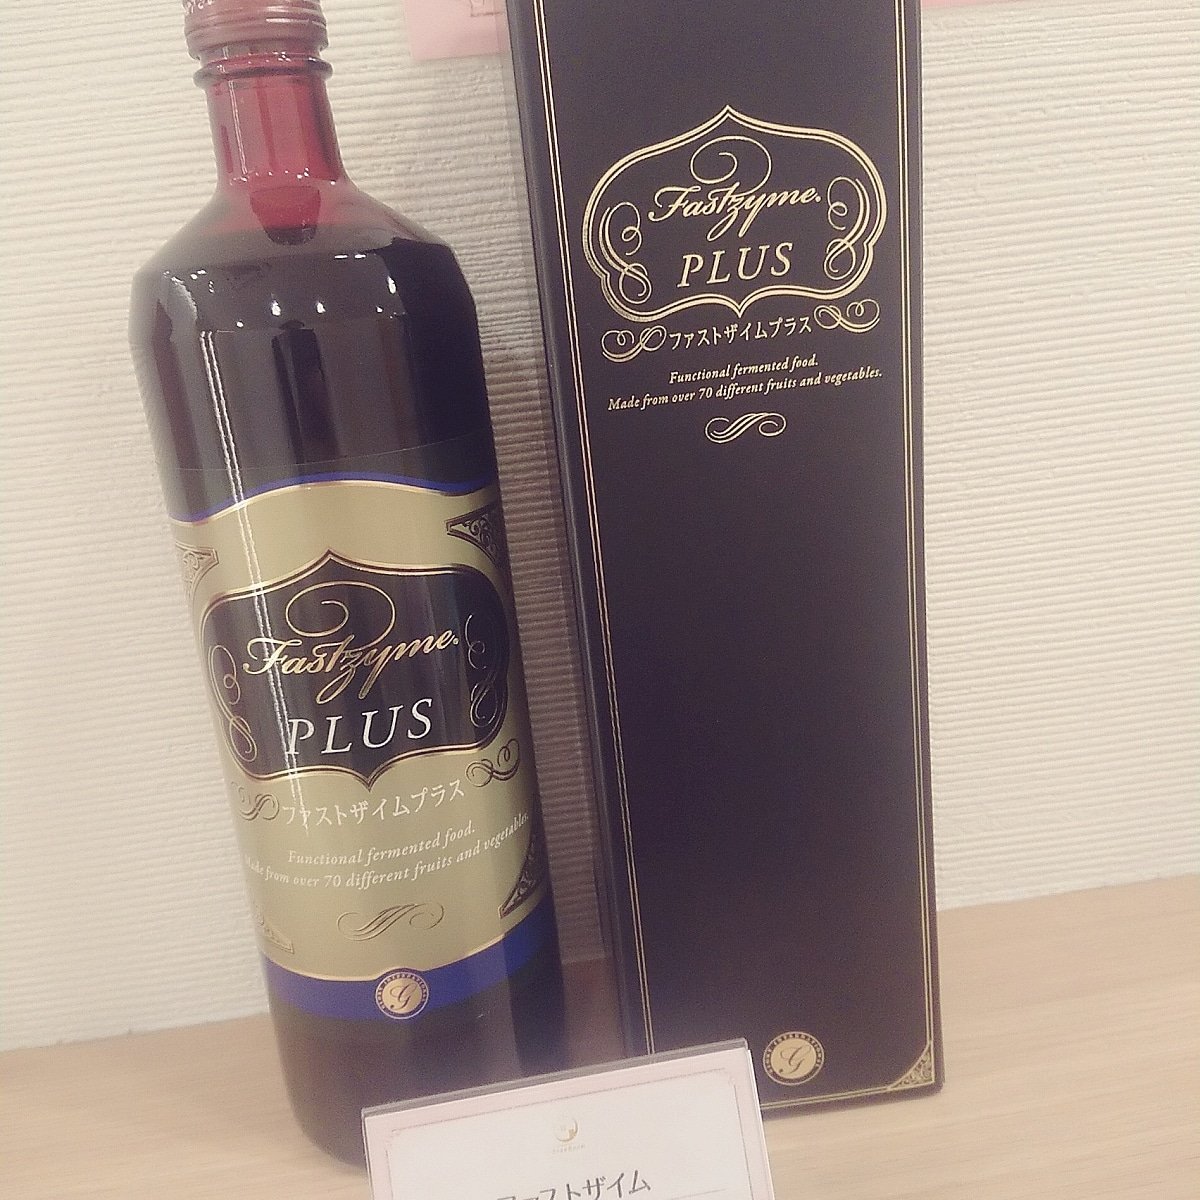 Fastzyme.
PLUS
ファストザイムプラス
Functional fermented food.
Made from over 70 different fruits and vegetables.
G
Fastzyme.
PLUS
ファストザイムプラス
Functional fermented food.
Made from over 70 different fruits and vegetables.
G
ファストザイム